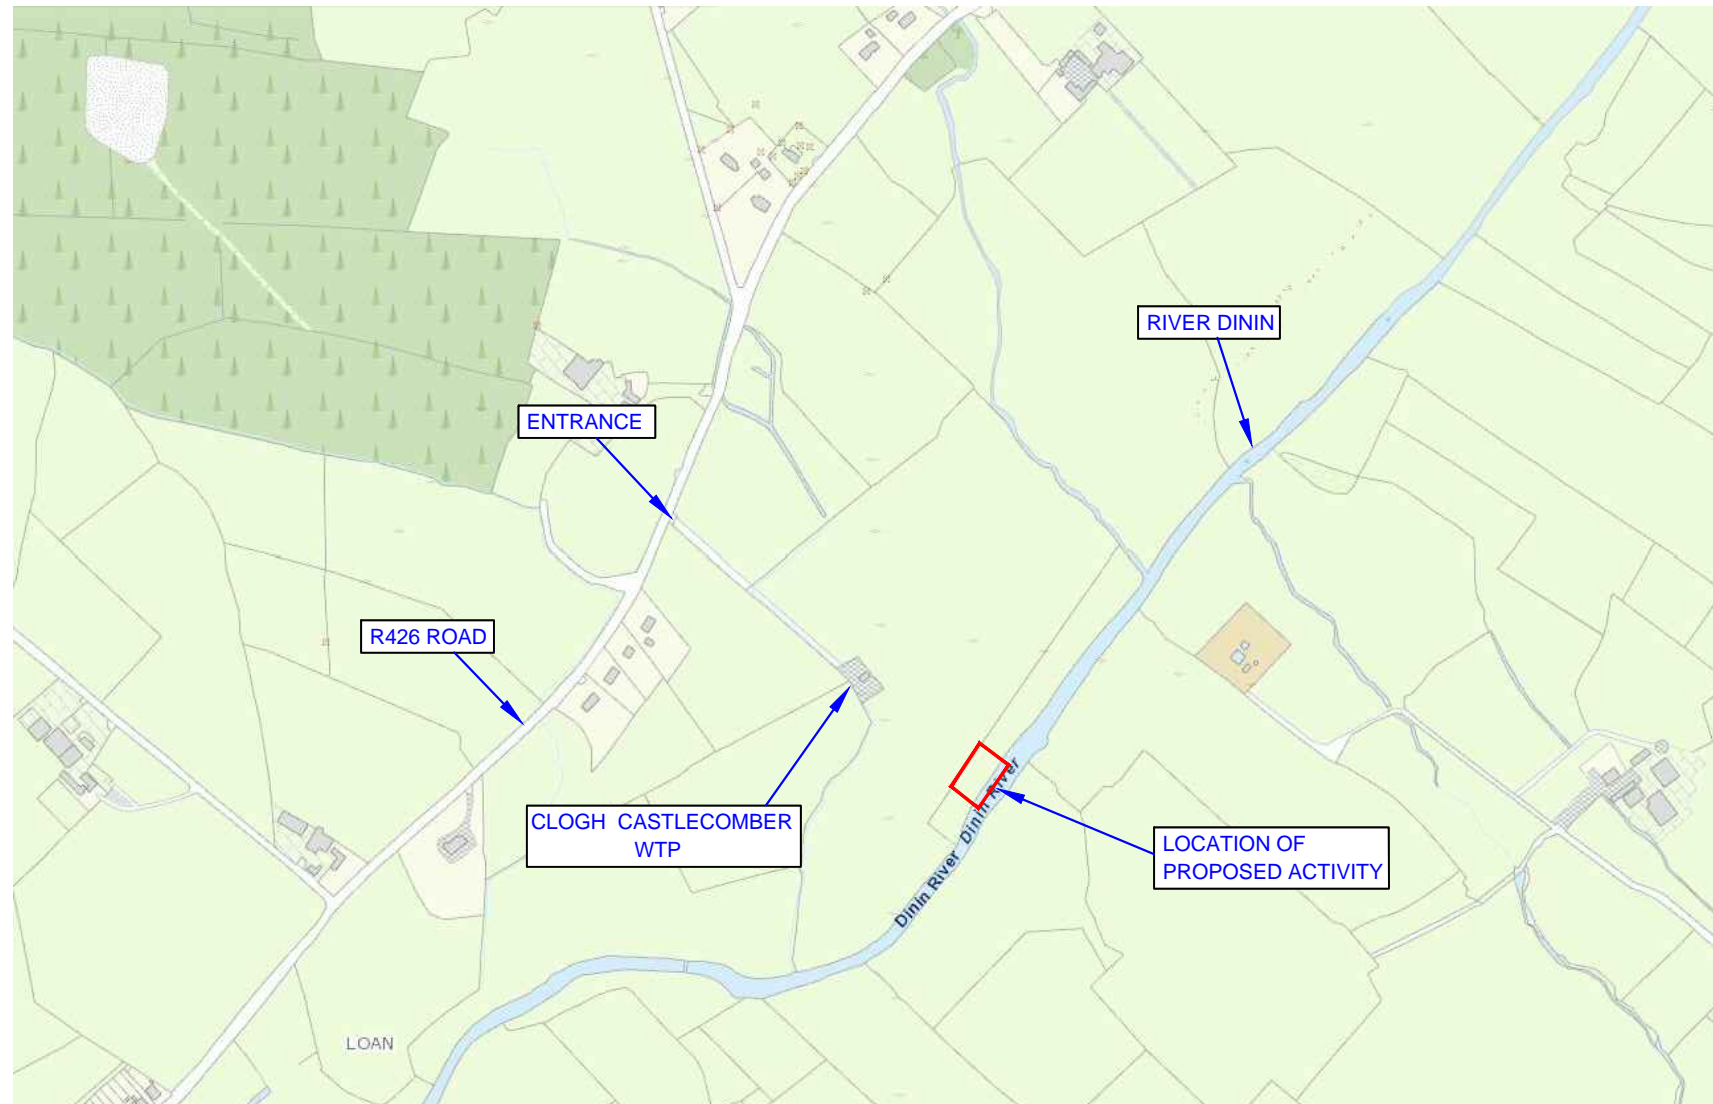 RIVER DININ
ENTRANCE
R426 ROAD
CLOGH CASTLECOMBER
WTP
LOCATION OF
PROPOSED ACTIVITY
Dinin River
Dinin River
LOAN